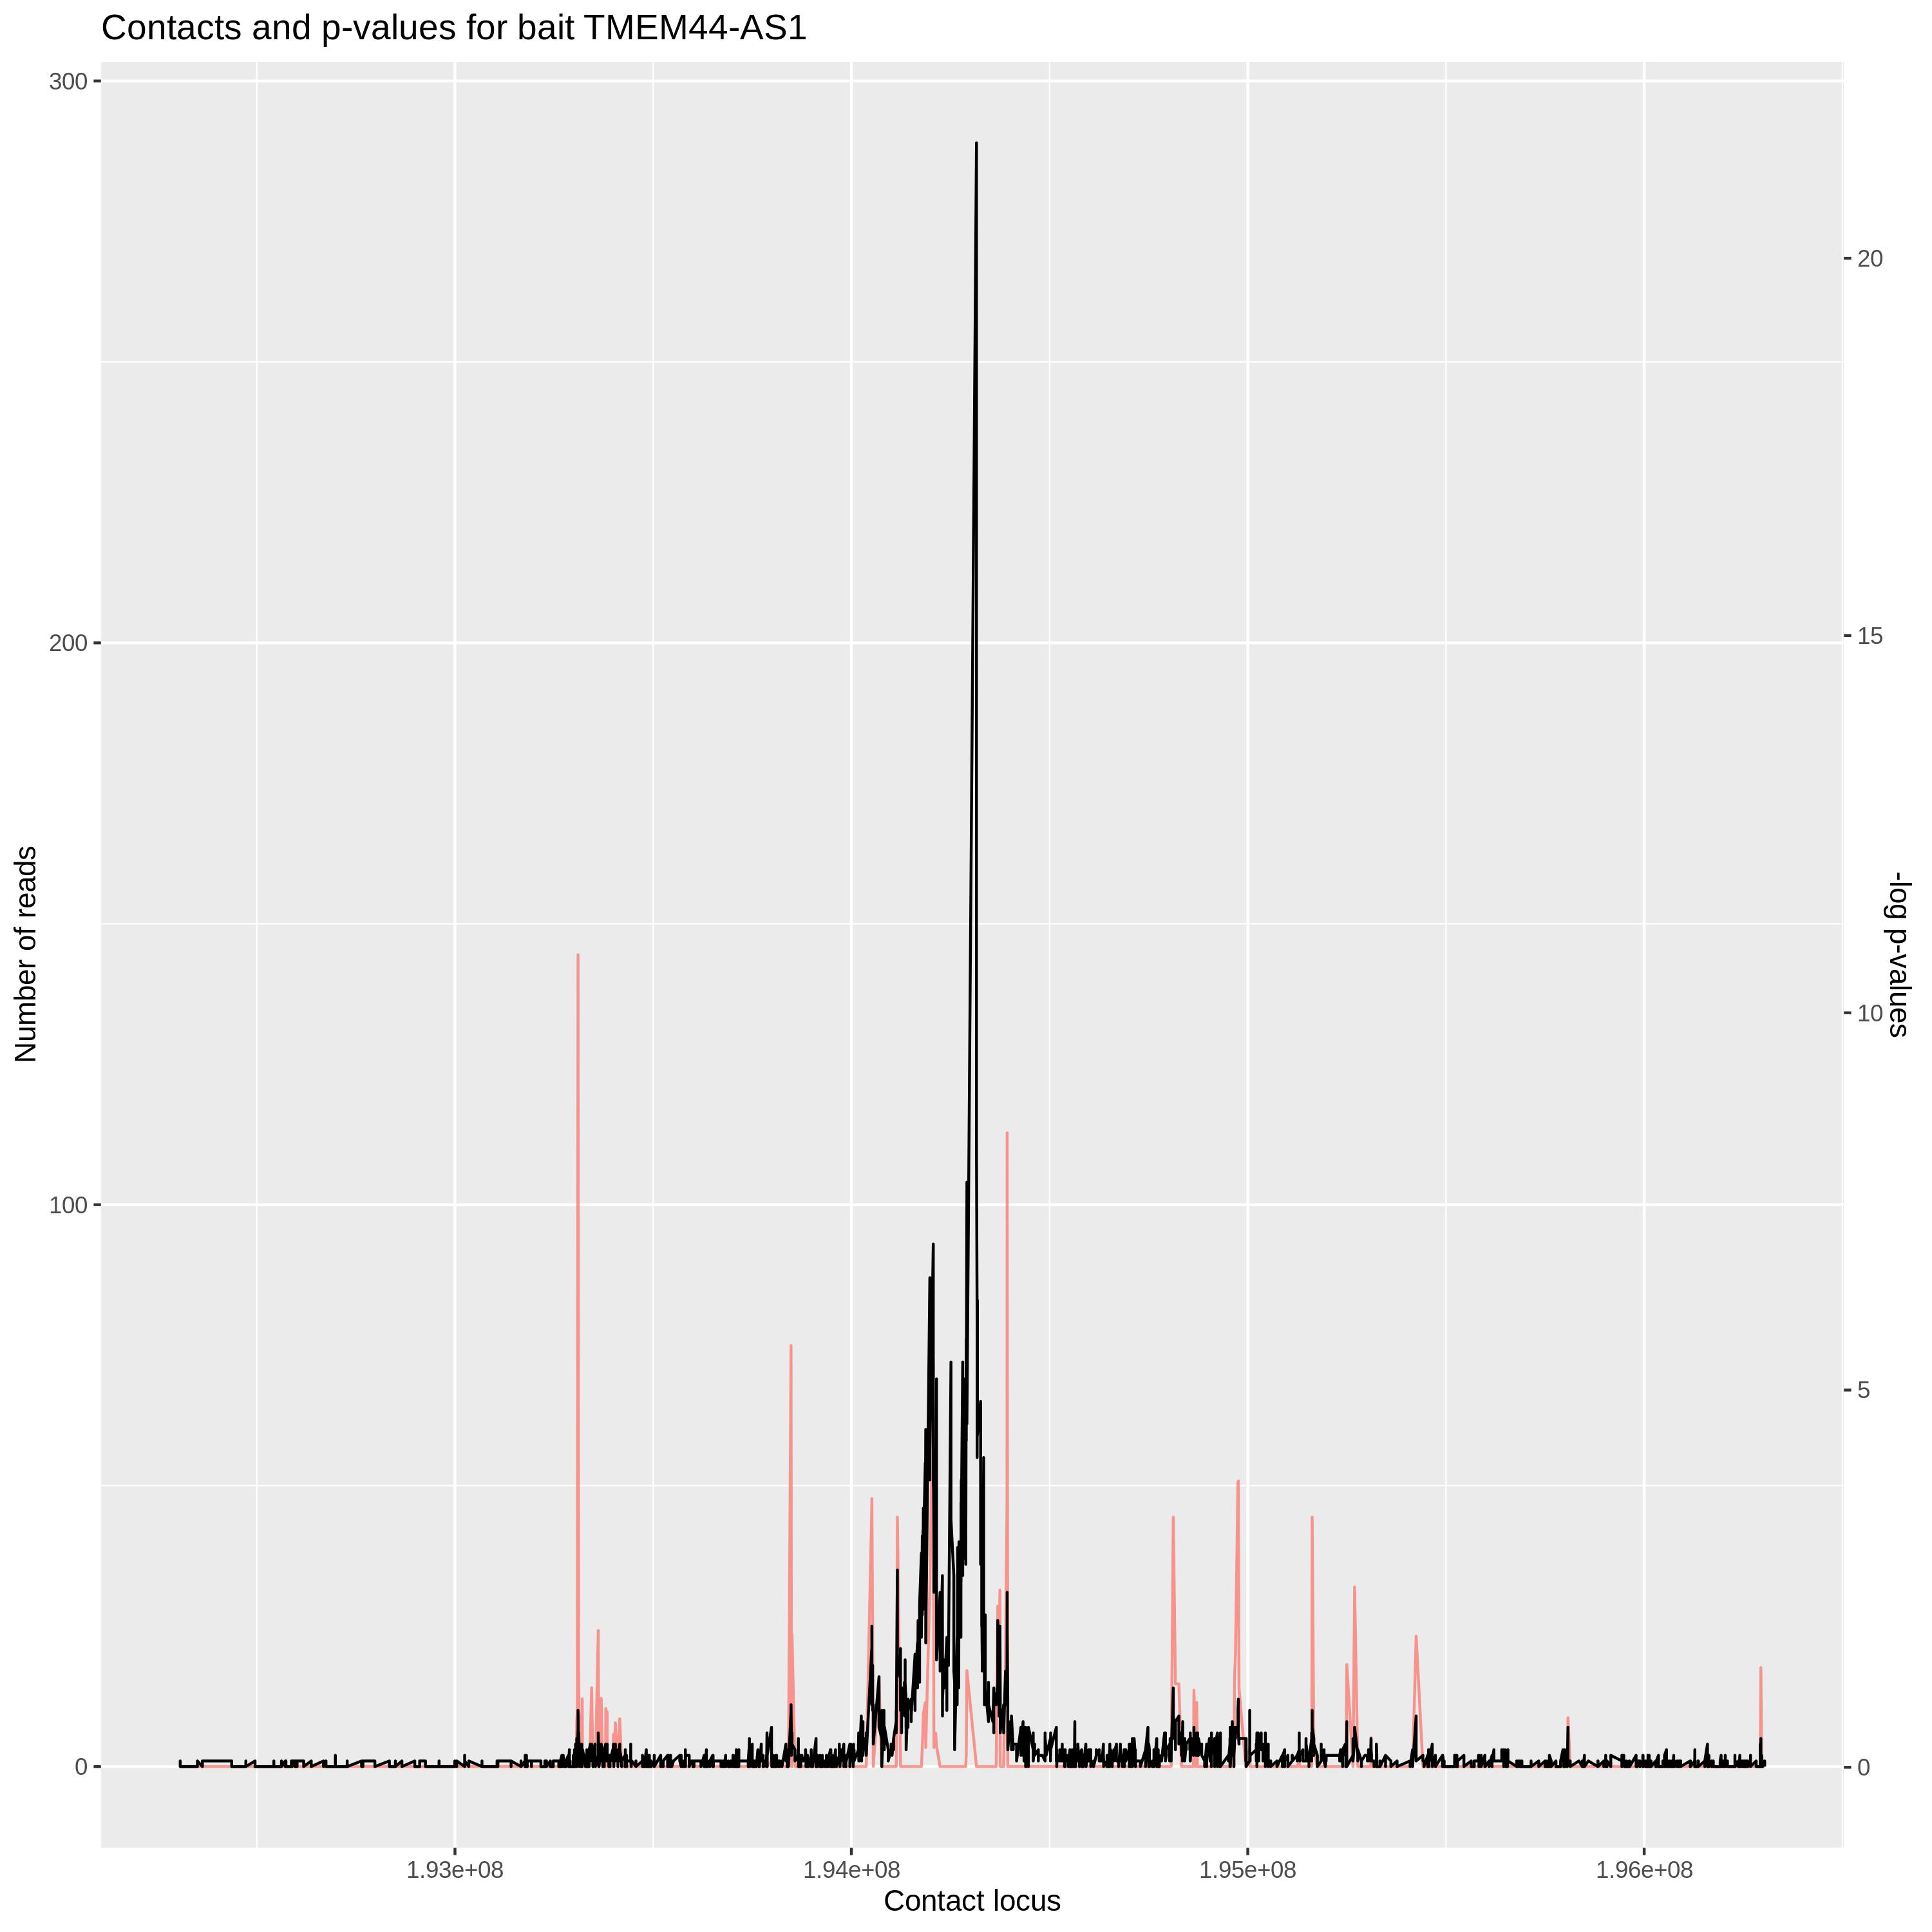 Contacts and p-values for bait TMEM44-AS1
300
200
100
0
Number of reads
20
15
10
5
0
-log p-values
1.93e+08 1.94e+08 1.95e+08 1.96e+08
Contact locus